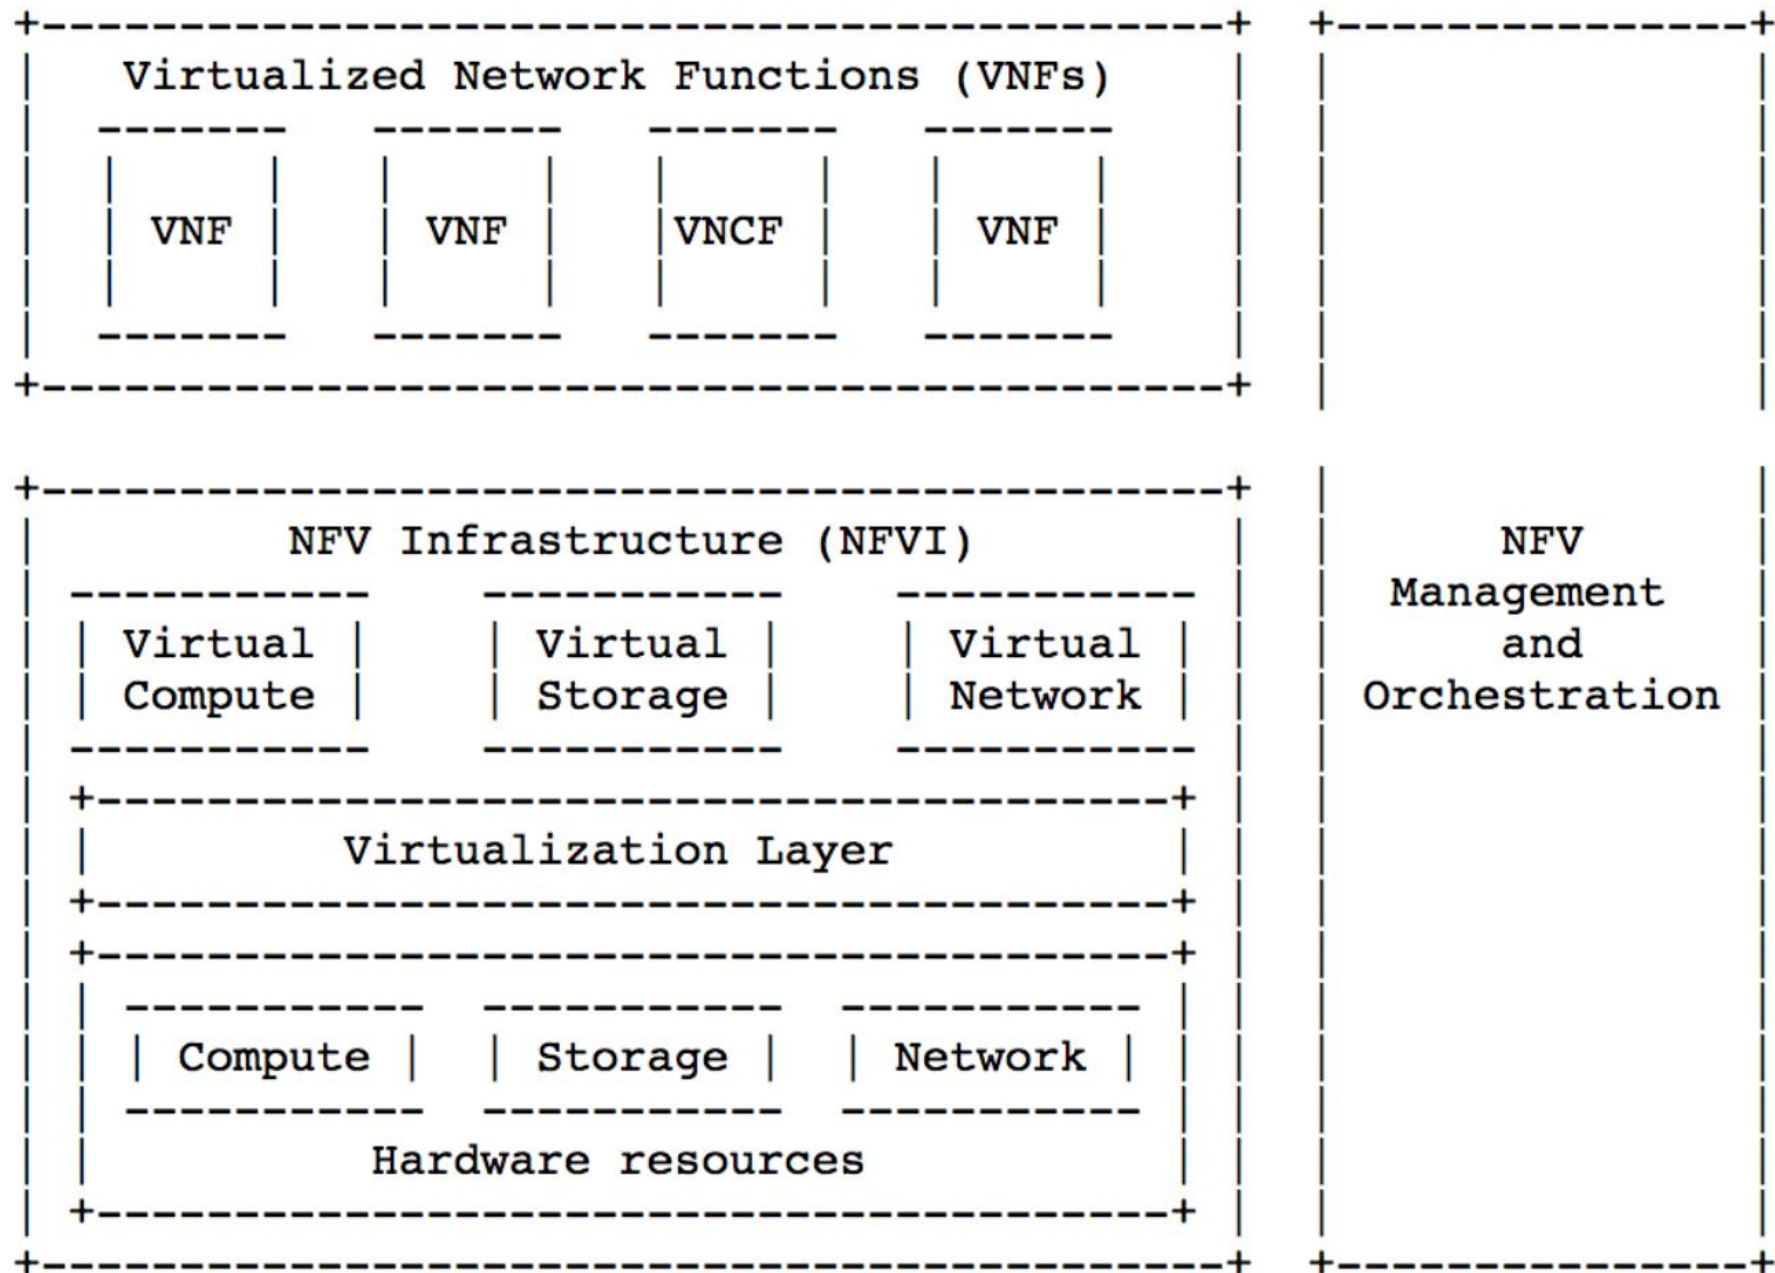 Virtualized Network Functions (VNFs)
VNF VNF VNCF VNF
NFV Infrastructure (NFVI)
Virtual Compute
Virtual Storage
Virtual Network
Virtualization Layer
Compute Storage Network
Hardware resources
NFV
Management
and
Orchestration